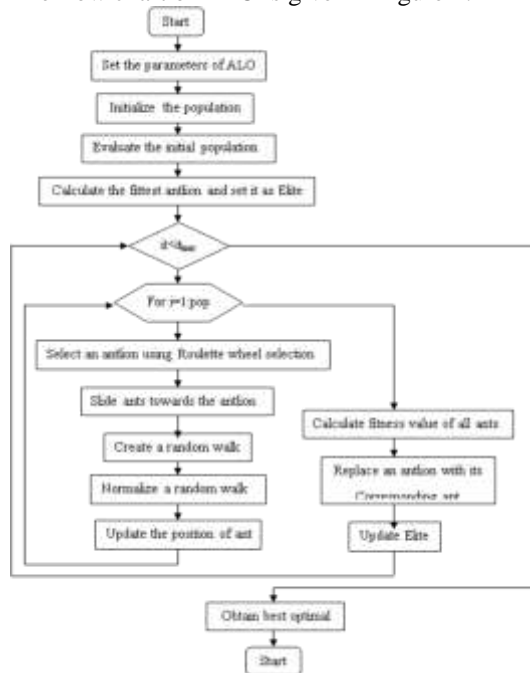 Start
Set the parameters of ALO
Initialize the population
Evaluate the initial population
Calculate the fittest antlion and set it as Elite
For i=1:pop
Select an antlion using Roulette wheel selection
Slide ants towards the antlion
Create a random walk
Normalize a random walk
Update the position of ant
Calculate fitness value of all ants
Replace an antlion with its
Update Elite
Obtain best optimal
Start